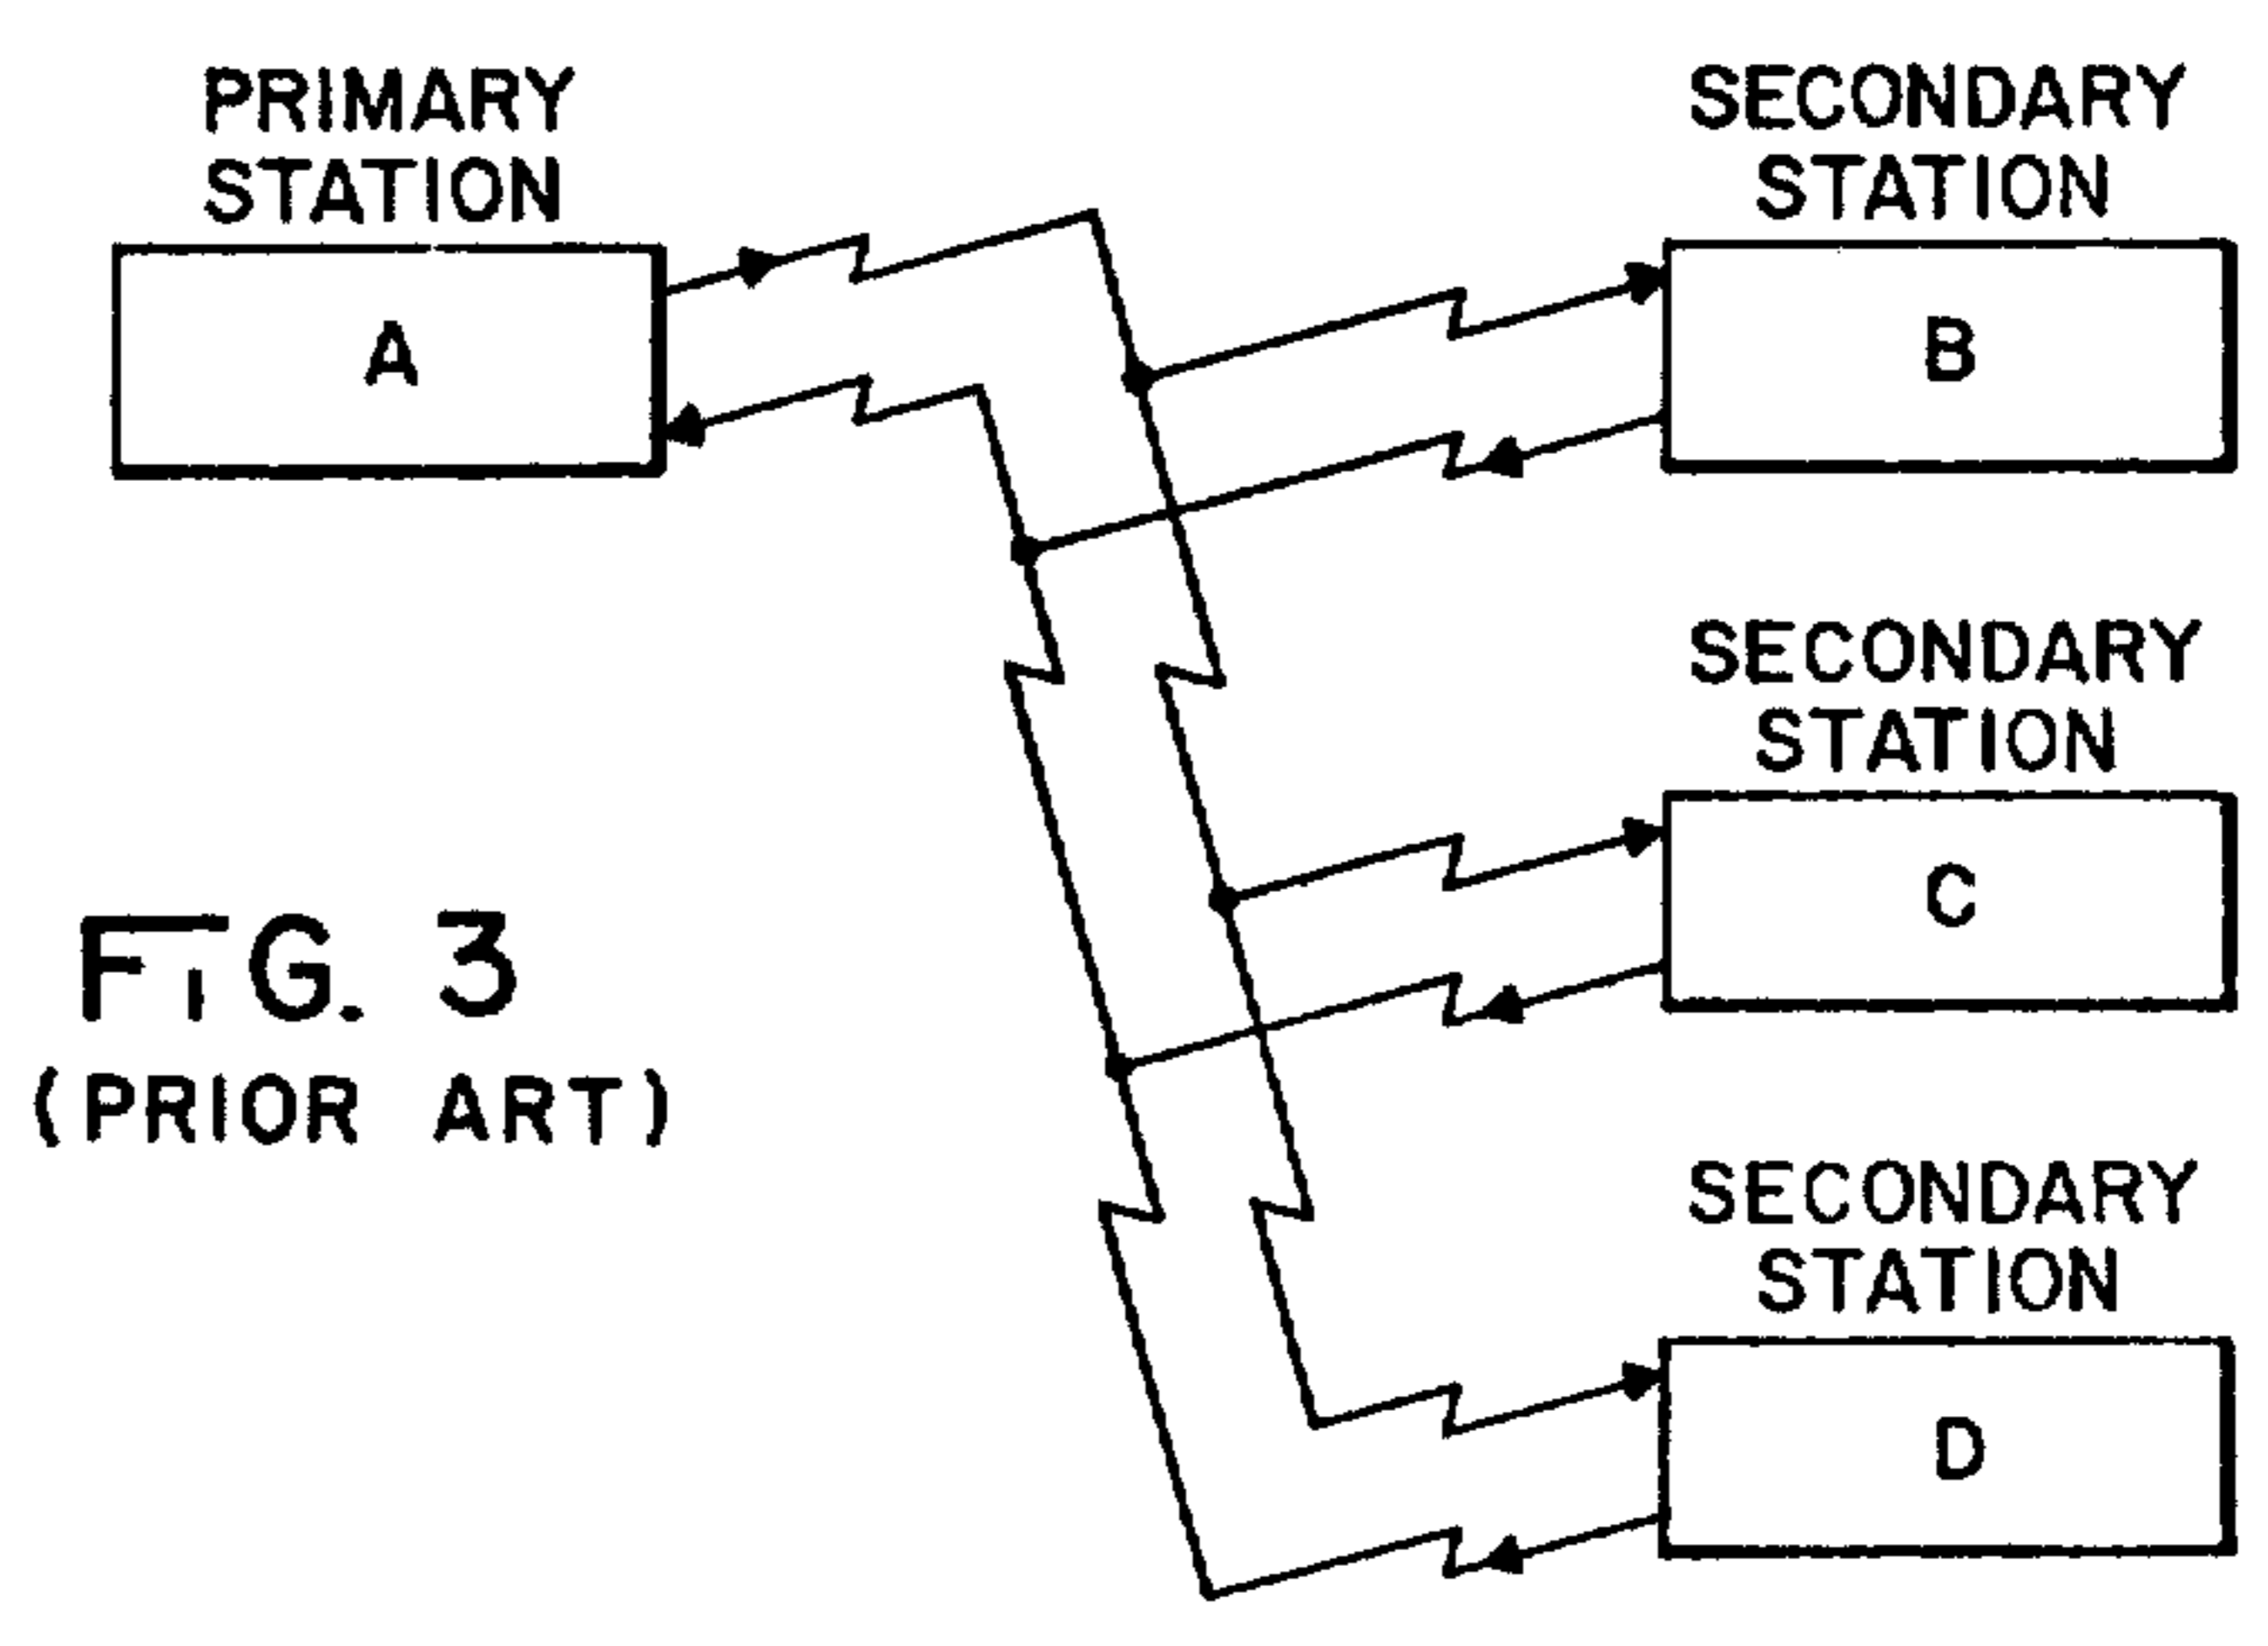 PRIMARY
STATION
A
SECONDARY
STATION
B
SECONDARY
STATION
C
SECONDARY
STATION
D
FIG. 3
(PRIOR ART)